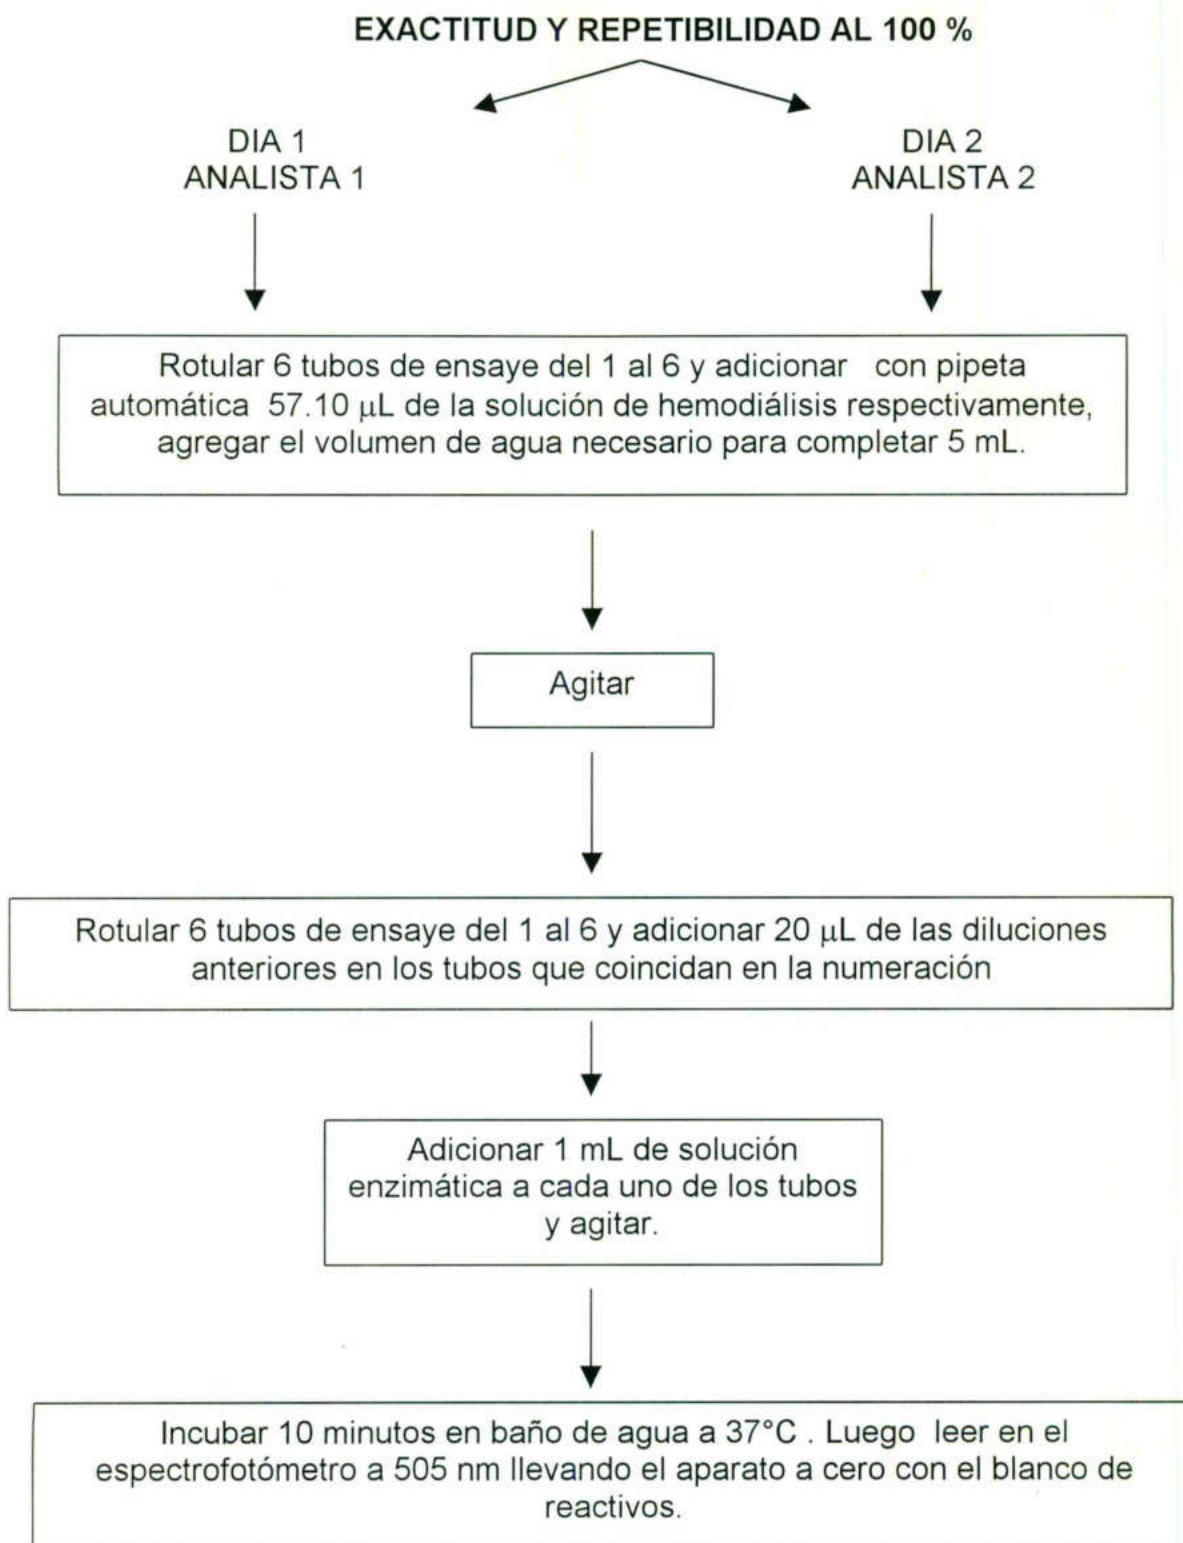 EXACTITUD Y REPETIBILIDAD AL 100 %
DIA 1
ANALISTA 1
DIA 2
ANALISTA 2
Rotular 6 tubos de ensaye del 1 al 6 y adicionar con pipeta
automática 57.10 μL de la solución de hemodiálisis respectivamente,
agregar el volumen de agua necesario para completar 5 mL.
Agitar
Rotular 6 tubos de ensaye del 1 al 6 y adicionar 20 μL de las diluciones
anteriores en los tubos que coincidan en la numeración
Adicionar 1 mL de solución
enzimática a cada uno de los tubos
y agitar.
Incubar 10 minutos en baño de agua a 37°C . Luego leer en el
espectrofotómetro a 505 nm llevando el aparato a cero con el blanco de
reactivos.